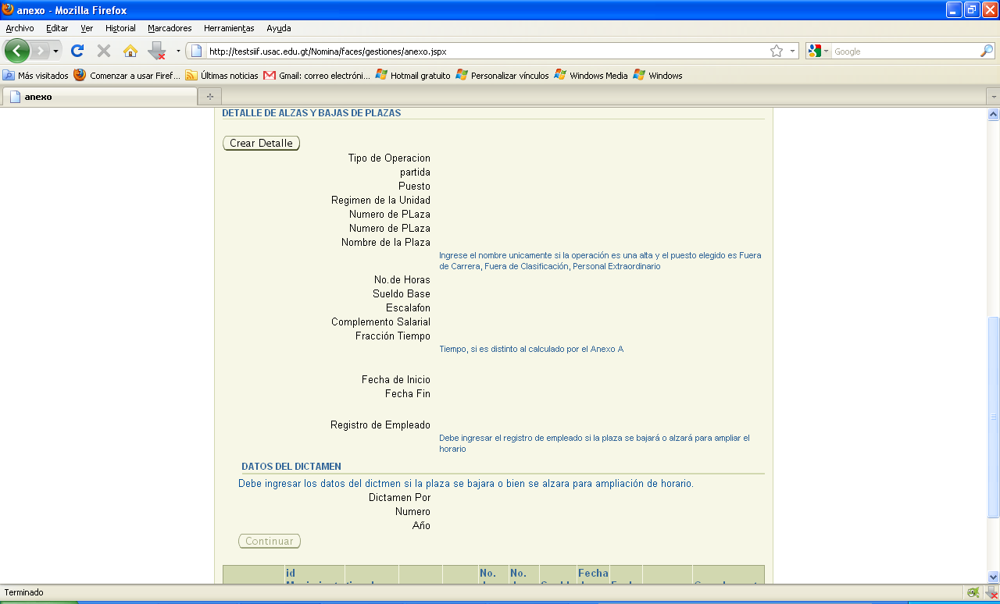 anexo - Mozilla Firefox
Archivo Editar Ver Historial Marcadores Herramientas Ayuda
http://testsiif.usac.edu.gt/Nomina/faces/gestiones/anexo.jspx
Google
Más visitados Comenzar a usar Firef... Últimas noticias Gmail: correo electróni... Hotmail gratuito Personalizar vínculos Windows Media Windows
anexo
DETALLE DE ALZAS Y BAJAS DE PLAZAS
Crear Detalle
Tipo de Operacion
partida
Puesto
Regimen de la Unidad
Numero de PLaza
Numero de PLaza
Nombre de la Plaza
Ingrese el nombre unicamente si la operación es una alta y el puesto elegido es Fuera
de Carrera, Fuera de Clasificación, Personal Extraordinario
No.de Horas
Sueldo Base
Escalafon
Complemento Salarial
Fracción Tiempo
Tiempo, si es distinto al calculado por el Anexo A
Fecha de Inicio
Fecha Fin
Registro de Empleado
Debe ingresar el registro de empleado si la plaza se bajará o alzará para ampliar el
horario
DATOS DEL DICTAMEN
Debe ingresar los datos del dictmen si la plaza se bajara o bien se alzara para ampliación de horario.
Dictamen Por
Numero
Año
Continuar
id No. No. Fecha
Terminado